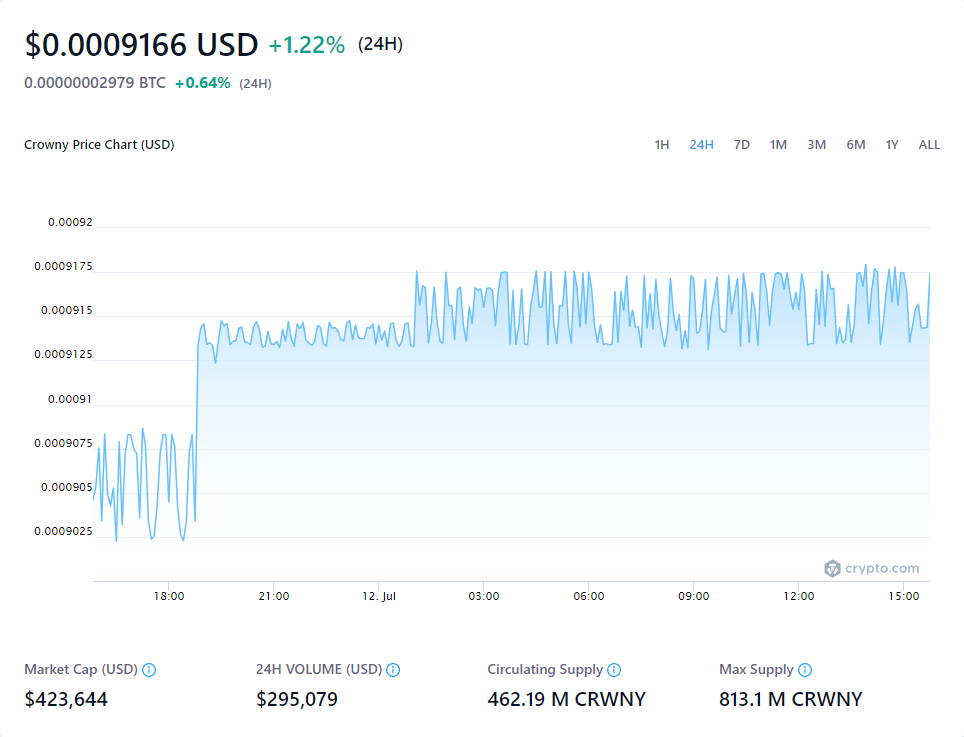 $0.0009166 USD +1.22% (24H)
0.00000002979 BTC +0.64% (24H)
Crowny Price Chart (USD) 1H 24H 7D 1M 3M 6M 1Y ALL
0.00092
0.0009175
0.000915
0.0009125
0.00091
0.0009075
0.000905
0.0009025
crypto.com
18:00 21:00 12. Jul 03:00 06:00 09:00 12:00 15:00
Market Cap (USD) 24H VOLUME (USD) Circulating Supply Max Supply
$423,644 $295,079 462.19 M CRWNY 813.1 M CRWNY